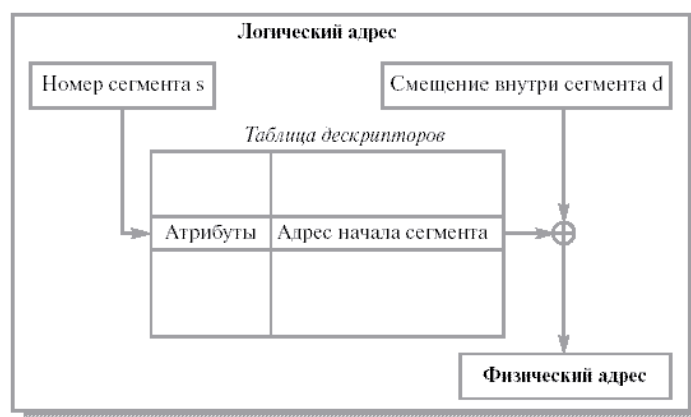 Логический адрес
Номер сегмента s
Смещение внутри сегмента d
Таблица дескрипторов
Атрибуты
Адрес начала сегмента
Физический адрес